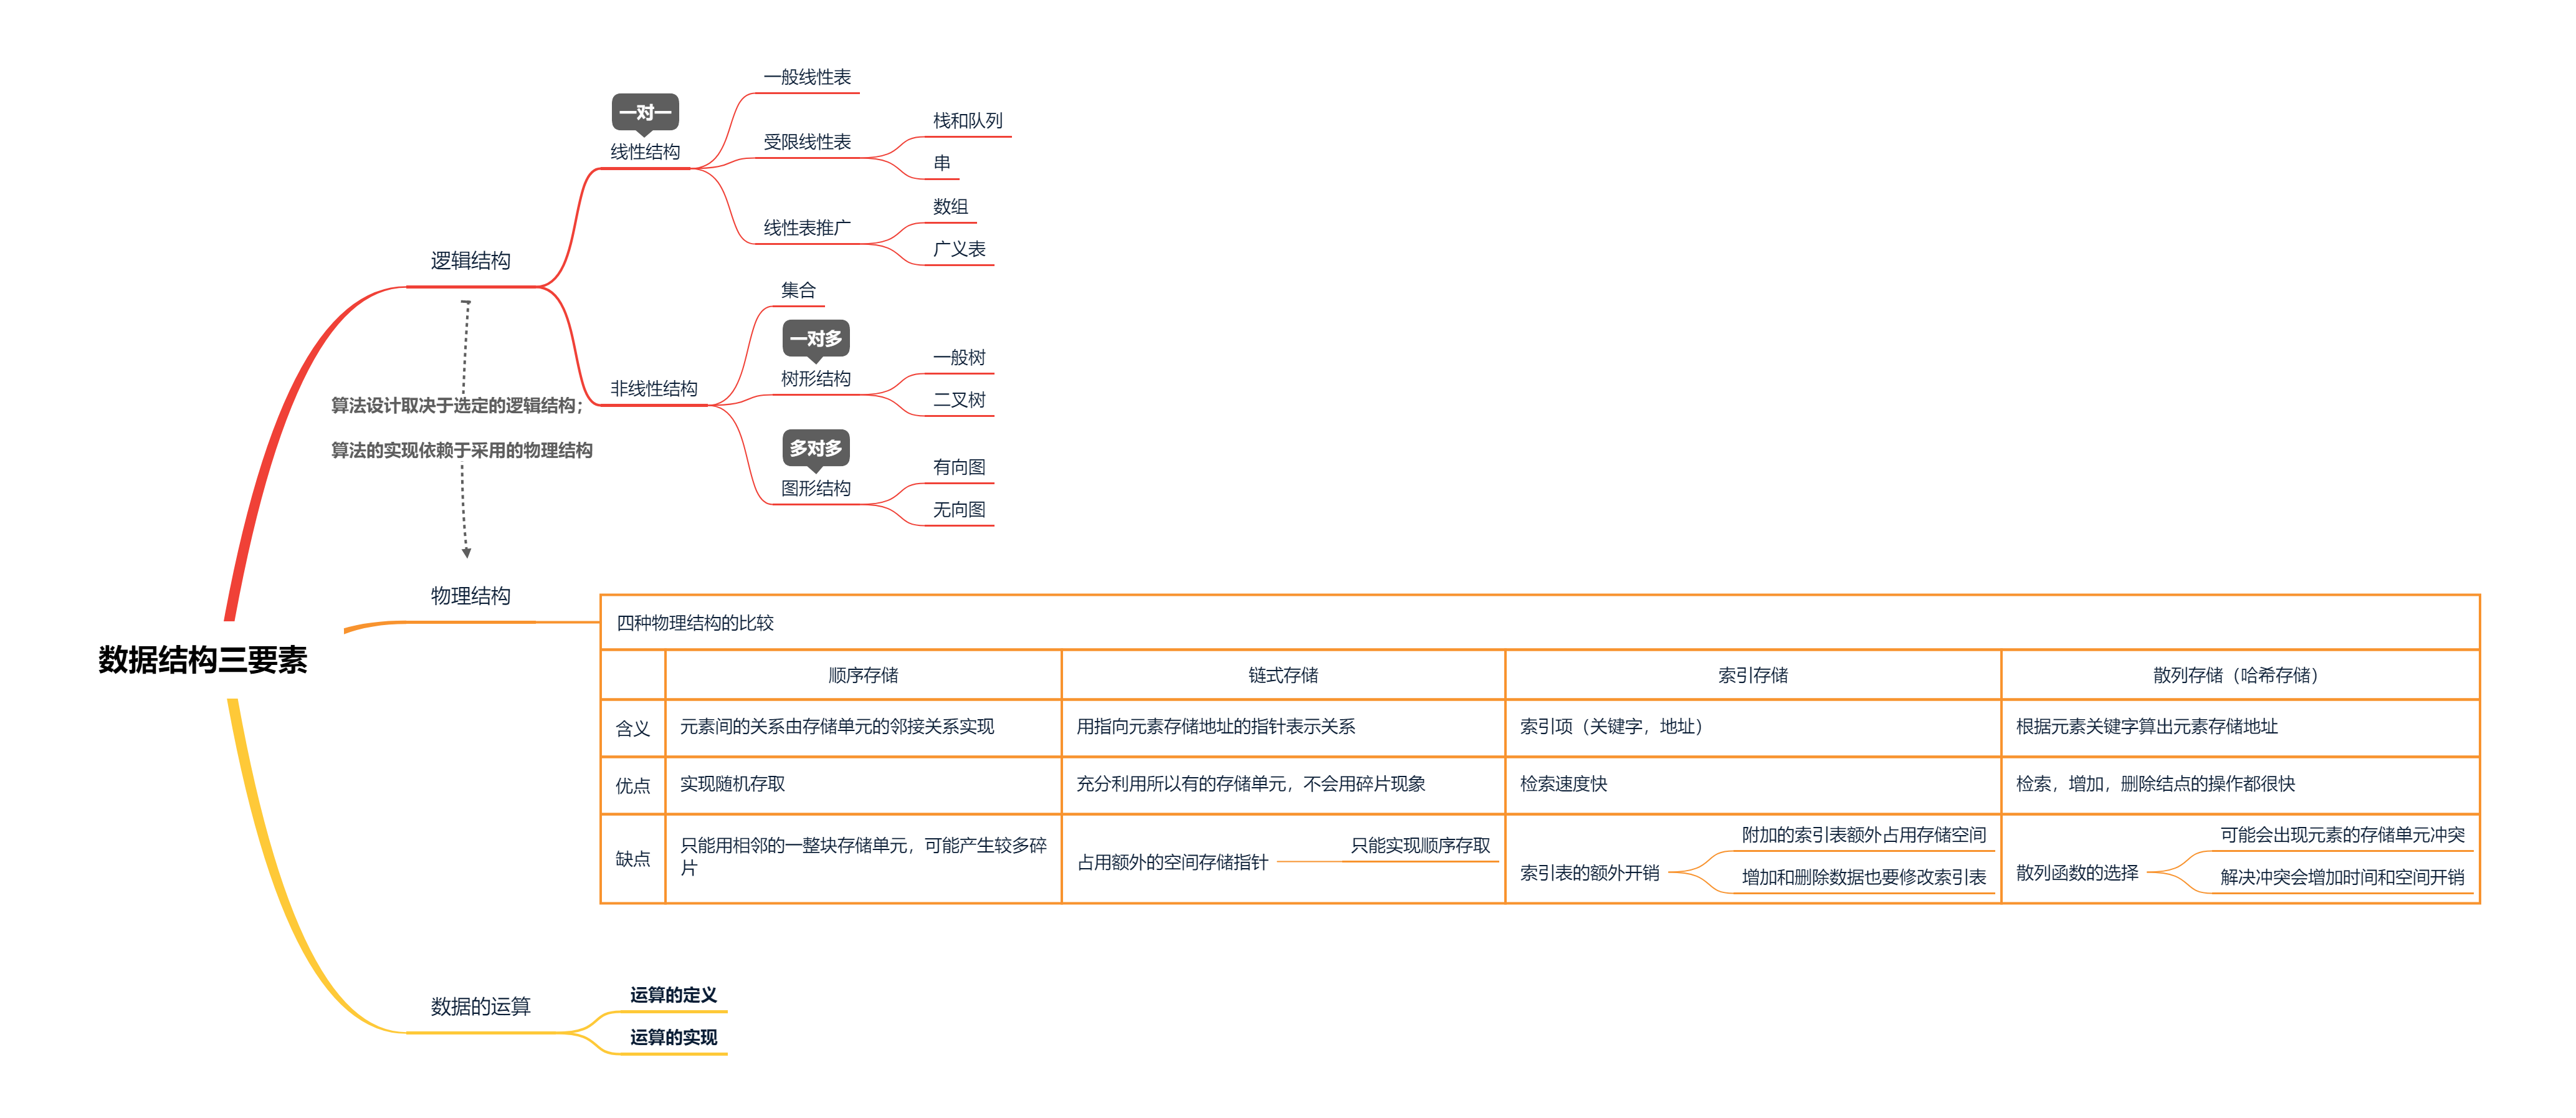 数据结构三要素
逻辑结构
一对一
线性结构
一般线性表
受限线性表
栈和队列
串
线性表推广
数组
广义表
非线性结构
集合
一对多
树形结构
一般树
二叉树
多对多
图形结构
有向图
无向图
算法设计取决于选定的逻辑结构；
算法的实现依赖于采用的物理结构
物理结构
四种物理结构的比较
顺序存储
链式存储
索引存储
散列存储（哈希存储）
含义
元素间的关系由存储单元的邻接关系实现
用指向元素存储地址的指针表示关系
索引项（关键字，地址）
根据元素关键字算出元素存储地址
优点
实现随机存取
充分利用所以有的存储单元，不会用碎片现象
检索速度快
检索，增加，删除结点的操作都很快
缺点
只能用相邻的一整块存储单元，可能产生较多碎
片
占用额外的空间存储指针
只能实现顺序存取
索引表的额外开销
附加的索引表额外占用存储空间
增加和删除数据也要修改索引表
散列函数的选择
可能会出现元素的存储单元冲突
解决冲突会增加时间和空间开销
数据的运算
运算的定义
运算的实现